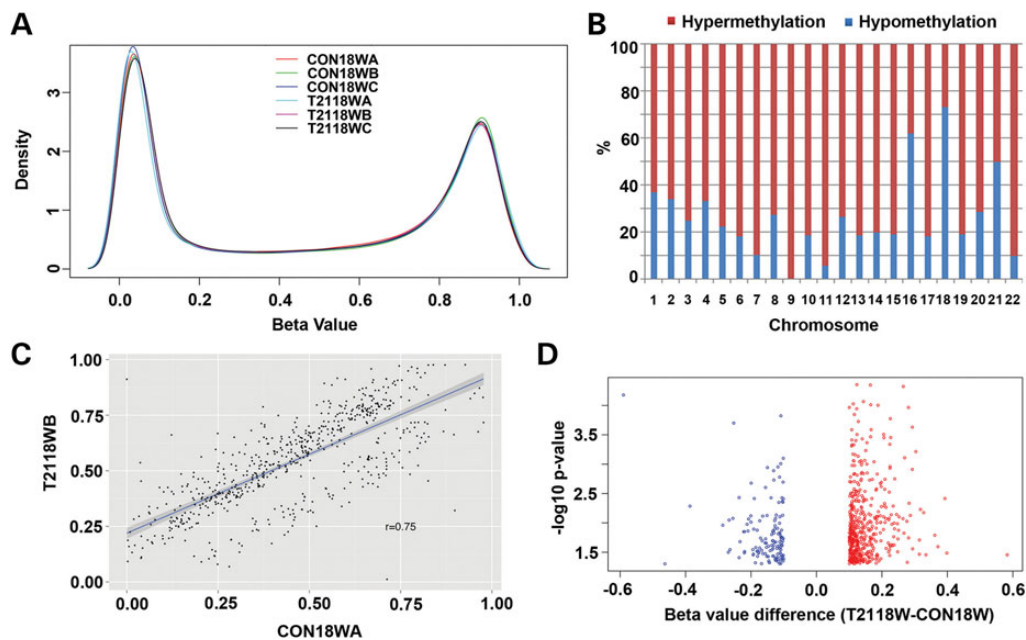 A
CON18WA
CON18WB
CON18WC
T2118WA
T2118WB
T2118WC
Density
0
1
2
3
0.0 0.2 0.4 0.6 0.8 1.0
Beta Value
B
Hypermethylation Hypomethylation
%
100
80
60
40
20
0
1 2 3 4 5 6 7 8 9 10 11 12 13 14 15 16 17 18 19 20 21 22
Chromosome
C
T2118WB
1.00
0.75
0.50
0.25
0.00
r=0.75
0.00 0.25 0.50 0.75 1.00
CON18WA
D
-log10 p-value
3.5
2.5
1.5
-0.6 -0.4 -0.2 0.0 0.2 0.4 0.6
Beta value difference (T2118W-CON18W)